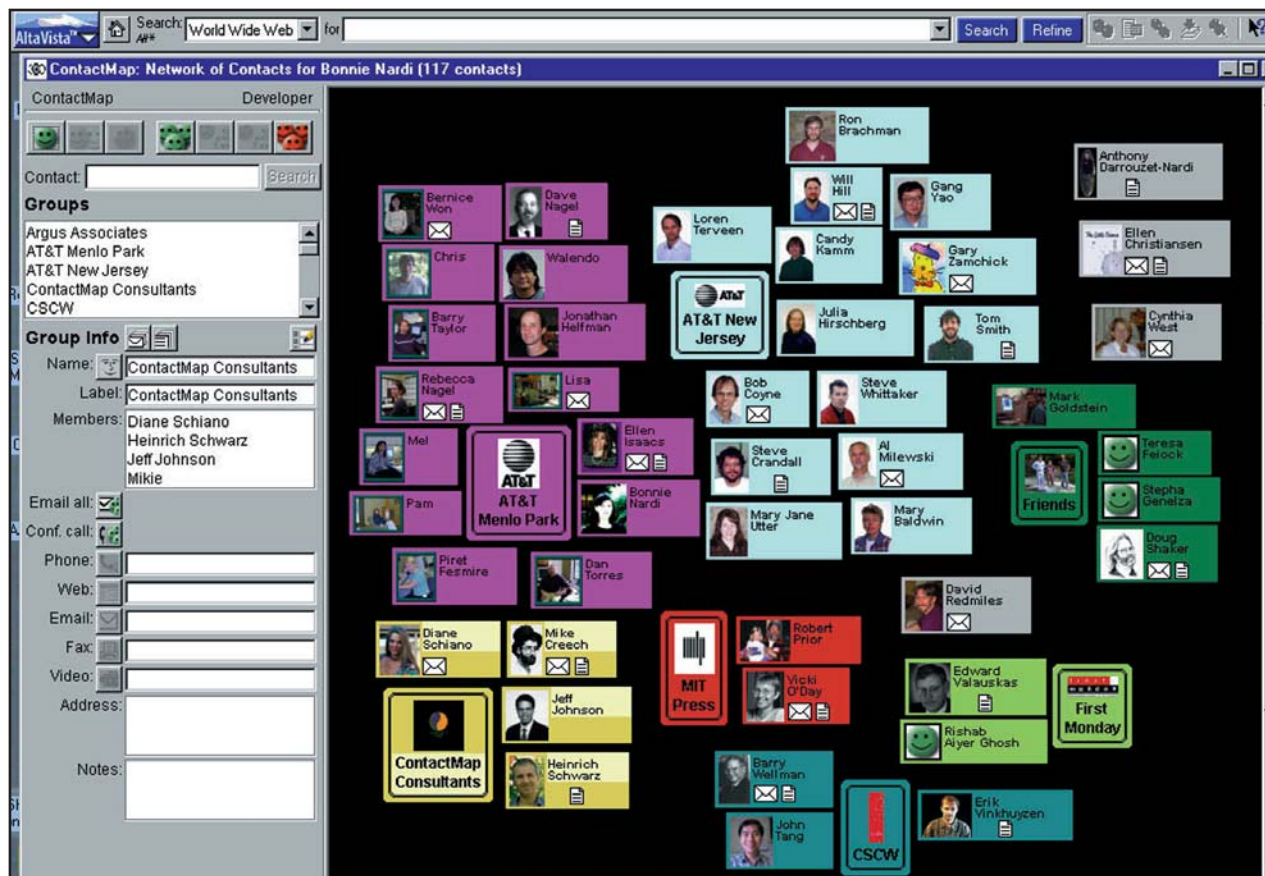 AltaVista™
Search:
World Wide Web
for
Search
Refine
ContactMap: Network of Contacts for Bonnie Nardi (117 contacts)
ContactMap
Developer
Contact:
Search
Groups
Argus Associates
AT&T Menlo Park
AT&T New Jersey
ContactMap Consultants
CSCW
Group Info
Name:
ContactMap Consultants
Label:
ContactMap Consultants
Members:
Diane Schiano
Heinrich Schwarz
Jeff Johnson
Mikie
Email all:
Conf. call:
Phone:
Web:
Email:
Fax:
Video:
Address:
Notes:
Ron
Brachman
Will
Hill
Gang
Yao
Loren
Terveen
Candy
Kamm
Gary
Zamchick
AT&T
AT&T New
Jersey
Julia
Hirschberg
Tom
Smith
Bob
Coyne
Steve
Whittaker
Steve
Crandall
Al
Milewski
Mary Jane
Utter
Mary
Baldwin
Anthony
Darrouzet-Nardi
Ellen
Christiansen
Cynthia
West
Bernice
Won
Dave
Nagel
Chris
Walendo
Barry
Taylor
Jonathan
Helfman
Rebecca
Nagel
Lisa
Mel
Ellen
Isaacs
AT&T
AT&T
Menlo Park
Pam
Bonnie
Nardi
Piret
Fesmire
Dan
Torres
Mark
Goldstein
Teresa
Feiock
Friends
Stepha
Genelza
Doug
Shaker
David
Redmiles
Diane
Schiano
Mike
Creech
Jeff
Johnson
ContactMap
Consultants
Heinrich
Schwarz
MIT
Press
Robert
Prior
Vicki
O'Day
Edward
Valauskas
First
Monday
Rishab
Aiyer Ghosh
Barry
Wellman
John
Tang
CSCW
Erik
Vinkhuyzen